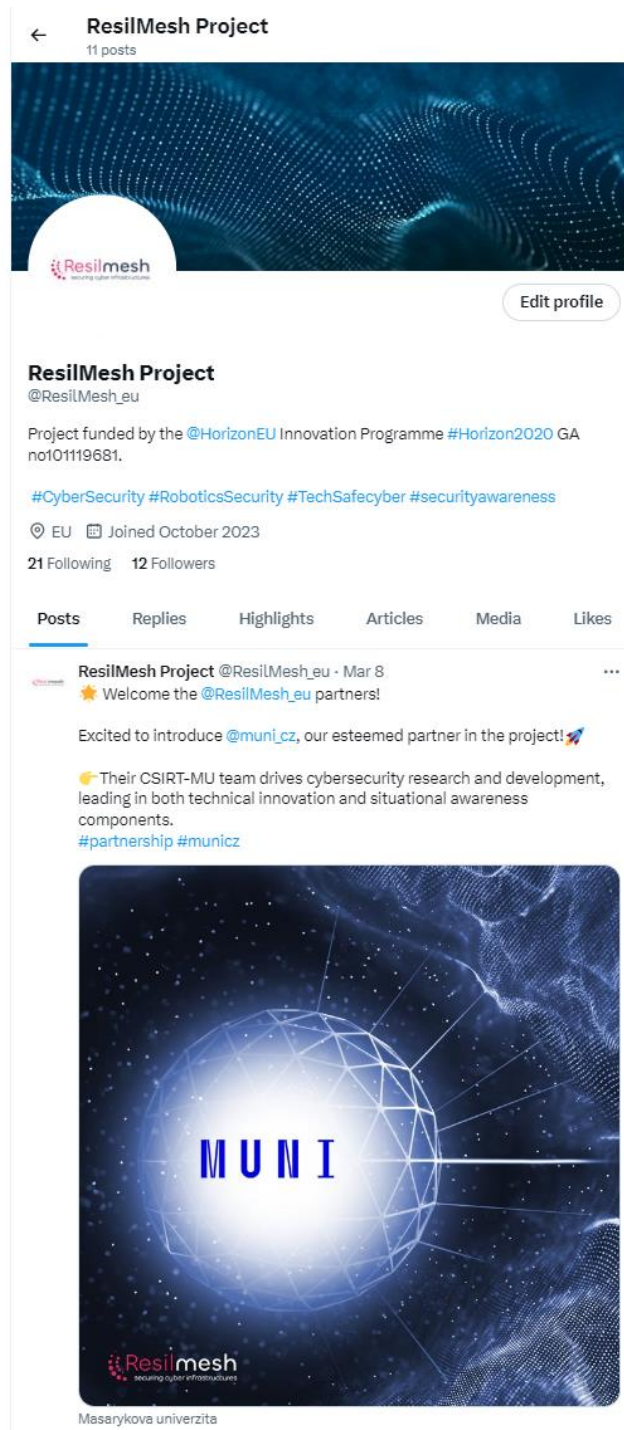 ResilMesh Project
11 posts
Resilmesh
securing cyber infrastructures
Edit profile
ResilMesh Project
@ResilMesh_eu
Project funded by the @HorizonEU Innovation Programme #Horizon2020 GA
no101119681.
#CyberSecurity #RoboticsSecurity #TechSafecyber #securityawareness
EU Joined October 2023
21 Following 12 Followers
Posts Replies Highlights Articles Media Likes
ResilMesh Project @ResilMesh_eu · Mar 8
🌟 Welcome the @ResilMesh_eu partners!
Excited to introduce @muni_cz, our esteemed partner in the project!🚀
👉Their CSIRT-MU team drives cybersecurity research and development,
leading in both technical innovation and situational awareness
components.
#partnership #municz
MUNI
Resilmesh
securing cyber infrastructures
Masarykova univerzita